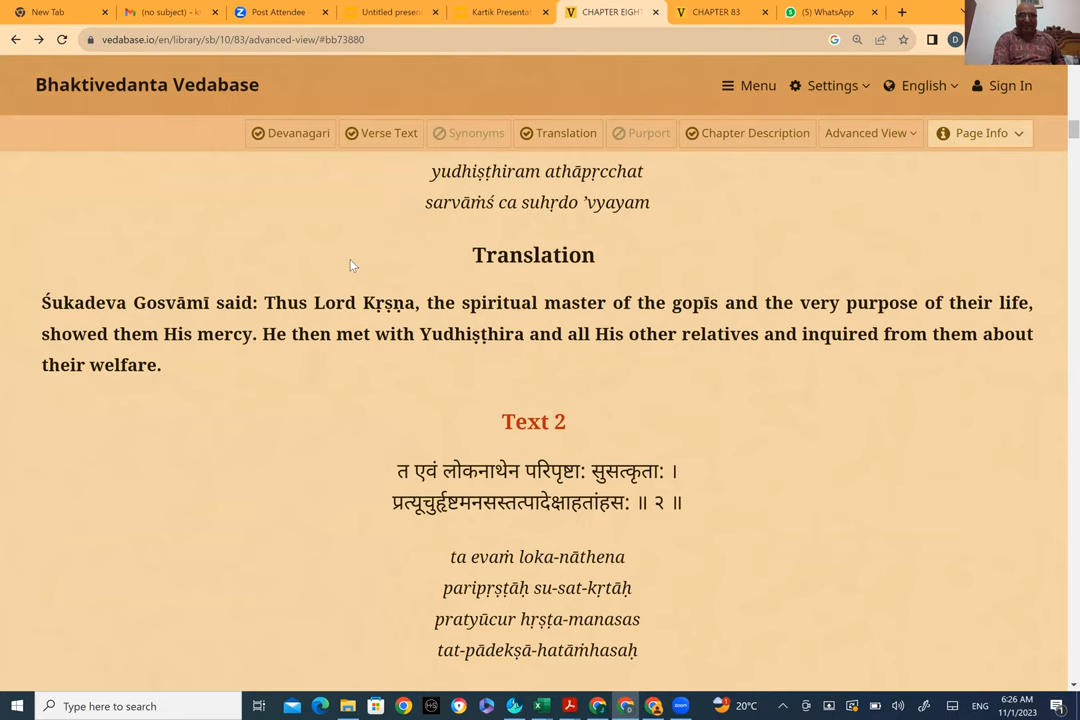 New Tab
(no subject) - k
Post Attendee -
Untitled presen
Kartik Presenta
CHAPTER EIGHT
CHAPTER 83
(5) WhatsApp
vedabase.io/en/library/sb/10/83/advanced-view/#bb73880
D
Bhaktivedanta Vedabase
Menu
Settings
English
Sign In
Devanagari
Verse Text
Synonyms
Translation
Purport
Chapter Description
Advanced View
Page Info
yudhiṣṭhiram athāpṛcchat
sarvāṁś ca suhṛdo ’vyayam
Translation
Śukadeva Gosvāmī said: Thus Lord Kṛṣṇa, the spiritual master of the gopīs and the very purpose of their life,
showed them His mercy. He then met with Yudhiṣṭhira and all His other relatives and inquired from them about
their welfare.
Text 2
त एवं लोकनाथेन परिपृष्टा: सुसत्कृता: ।
प्रत्यूचुर्हृष्टमनसस्तत्पादेक्षाहतांहस: ॥ २ ॥
ta evaṁ loka-nāthena
paripṛṣṭāḥ su-sat-kṛtāḥ
pratyūcur hṛṣṭa-manasas
tat-pādekṣā-hatāṁhasaḥ
Type here to search
20°C
ENG
6:26 AM
11/1/2023